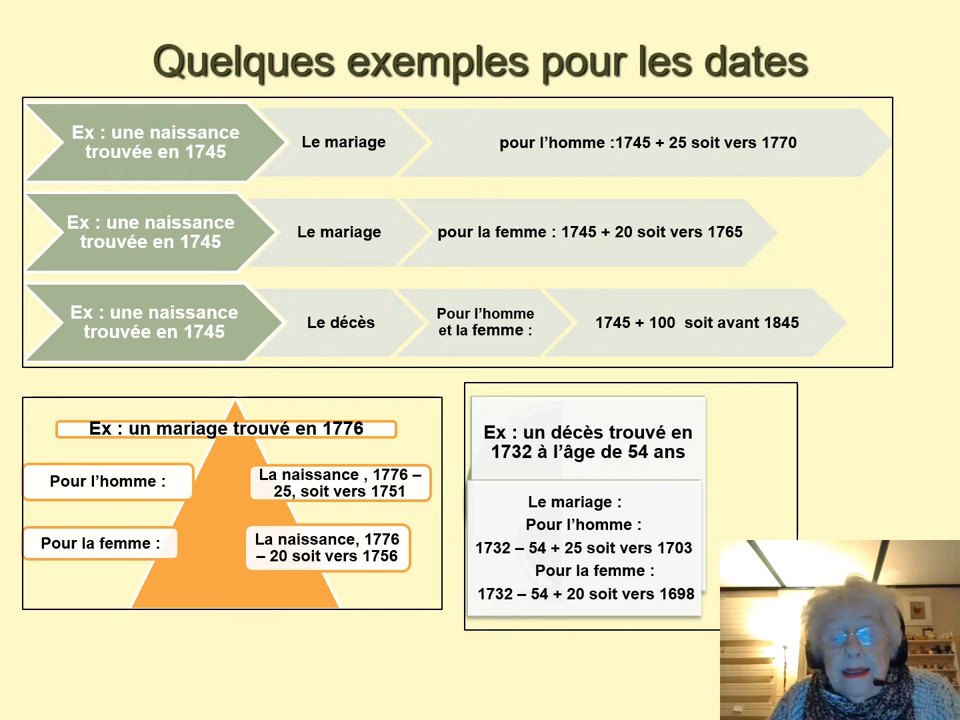 Quelques exemples pour les dates
Ex : une naissance
trouvée en 1745
Le mariage
pour l’homme :1745 + 25 soit vers 1770
Ex : une naissance
trouvée en 1745
Le mariage
pour la femme : 1745 + 20 soit vers 1765
Ex : une naissance
trouvée en 1745
Le décès
Pour l’homme
et la femme :
1745 + 100  soit avant 1845
Ex : un mariage trouvé en 1776
Pour l’homme :
La naissance , 1776 –
25, soit vers 1751
Pour la femme :
La naissance, 1776
– 20 soit vers 1756
Ex : un décès trouvé en
1732 à l’âge de 54 ans
Le mariage :
Pour l’homme :
1732 – 54 + 25 soit vers 1703
Pour la femme :
1732 – 54 + 20 soit vers 1698